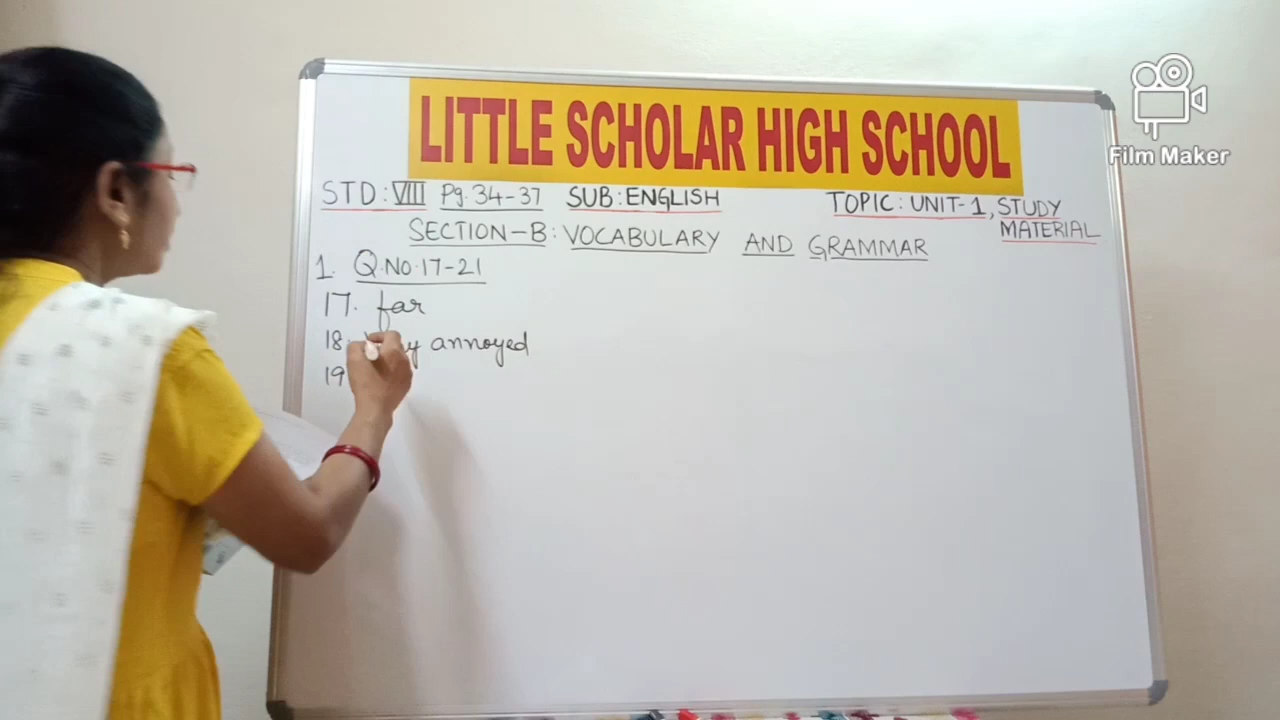 LITTLE SCHOLAR HIGH SCHOOL
Film Maker
STD : VIII Pg. 34-37 SUB : ENGLISH TOPIC : UNIT-1, STUDY MATERIAL
SECTION-B : VOCABULARY AND GRAMMAR
1. Q.NO.17-21
17. far
18. annoyed
19